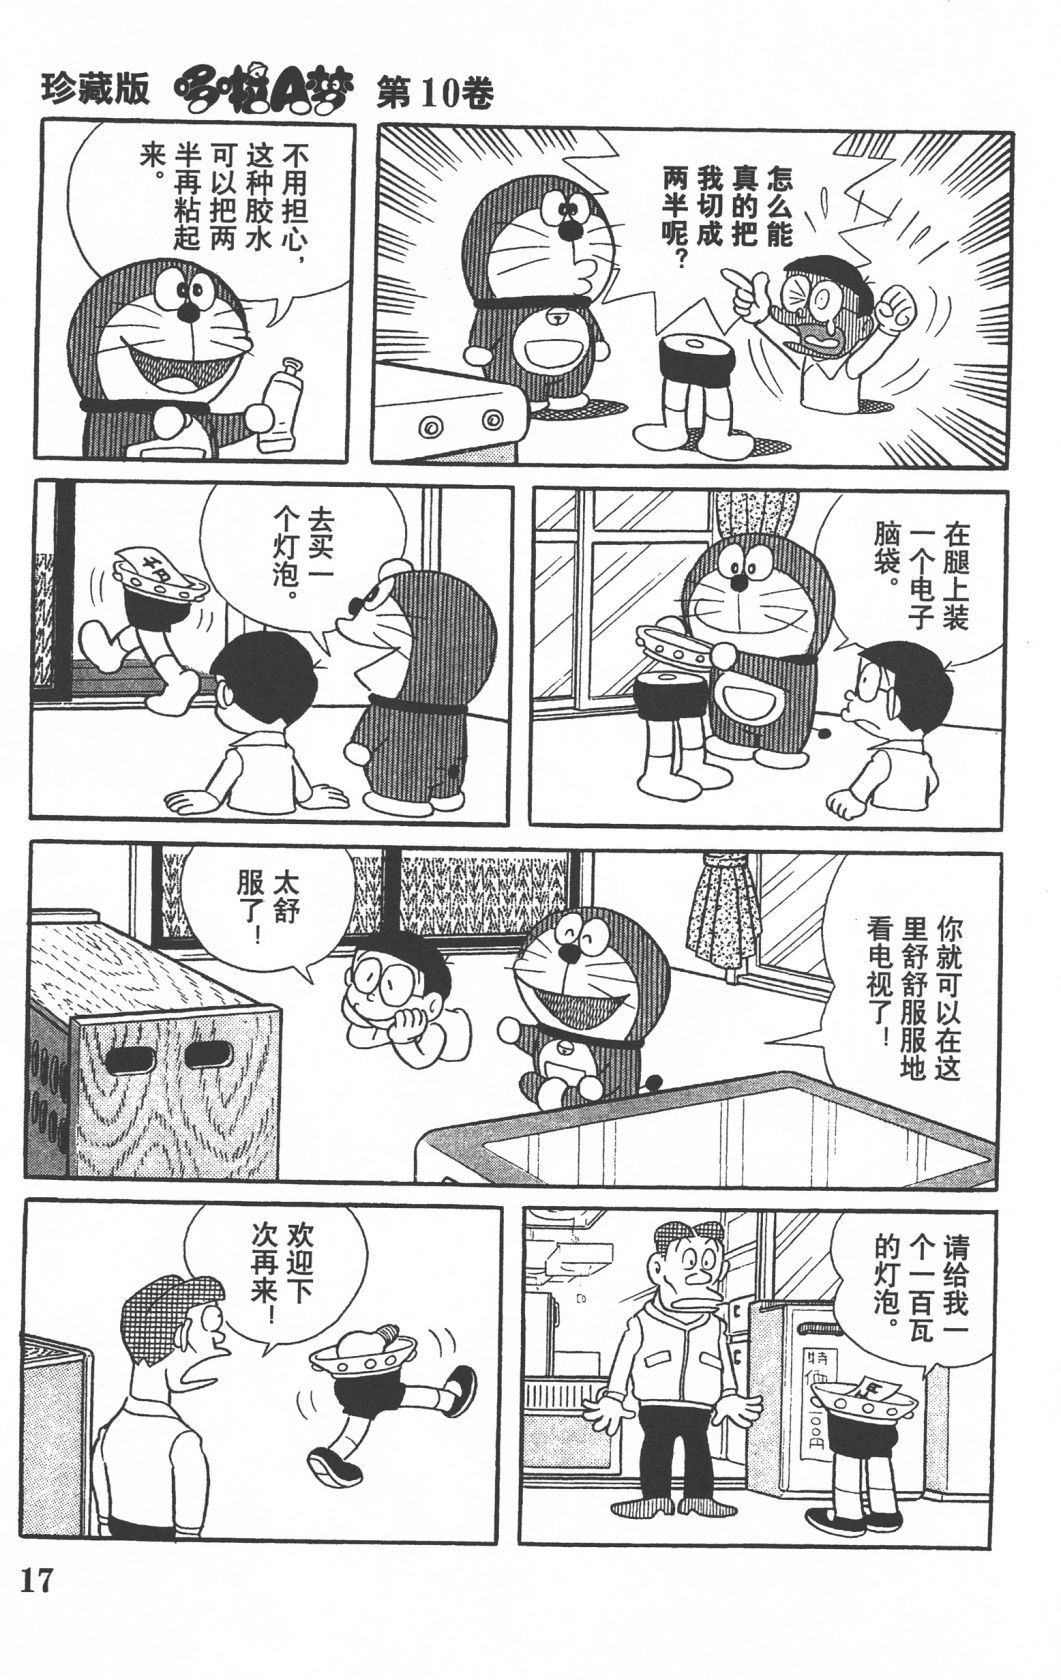 珍藏版 哆啦A梦 第10卷
怎么能
真的把
我切成
两半呢？
不用担心，
这种胶水
可以把两
半再粘起
来。
在腿上装
一个电子
脑袋。
去买一
个灯泡。
千円
你就可以在这
里舒舒服服地
看电视了！
太舒
服了！
请给我一
个一百瓦
的灯泡。
特価
欢迎下
次再来！
17